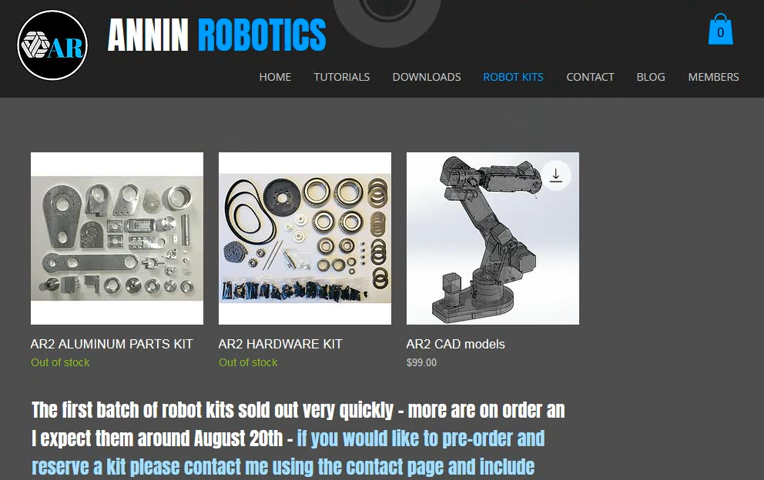 AR
ANNIN ROBOTICS
0
HOME TUTORIALS DOWNLOADS ROBOT KITS CONTACT BLOG MEMBERS
AR2 ALUMINUM PARTS KIT
Out of stock
AR2 HARDWARE KIT
Out of stock
AR2 CAD models
$99.00
The first batch of robot kits sold out very quickly - more are on order an
I expect them around August 20th - if you would like to pre-order and
reserve a kit please contact me using the contact page and include